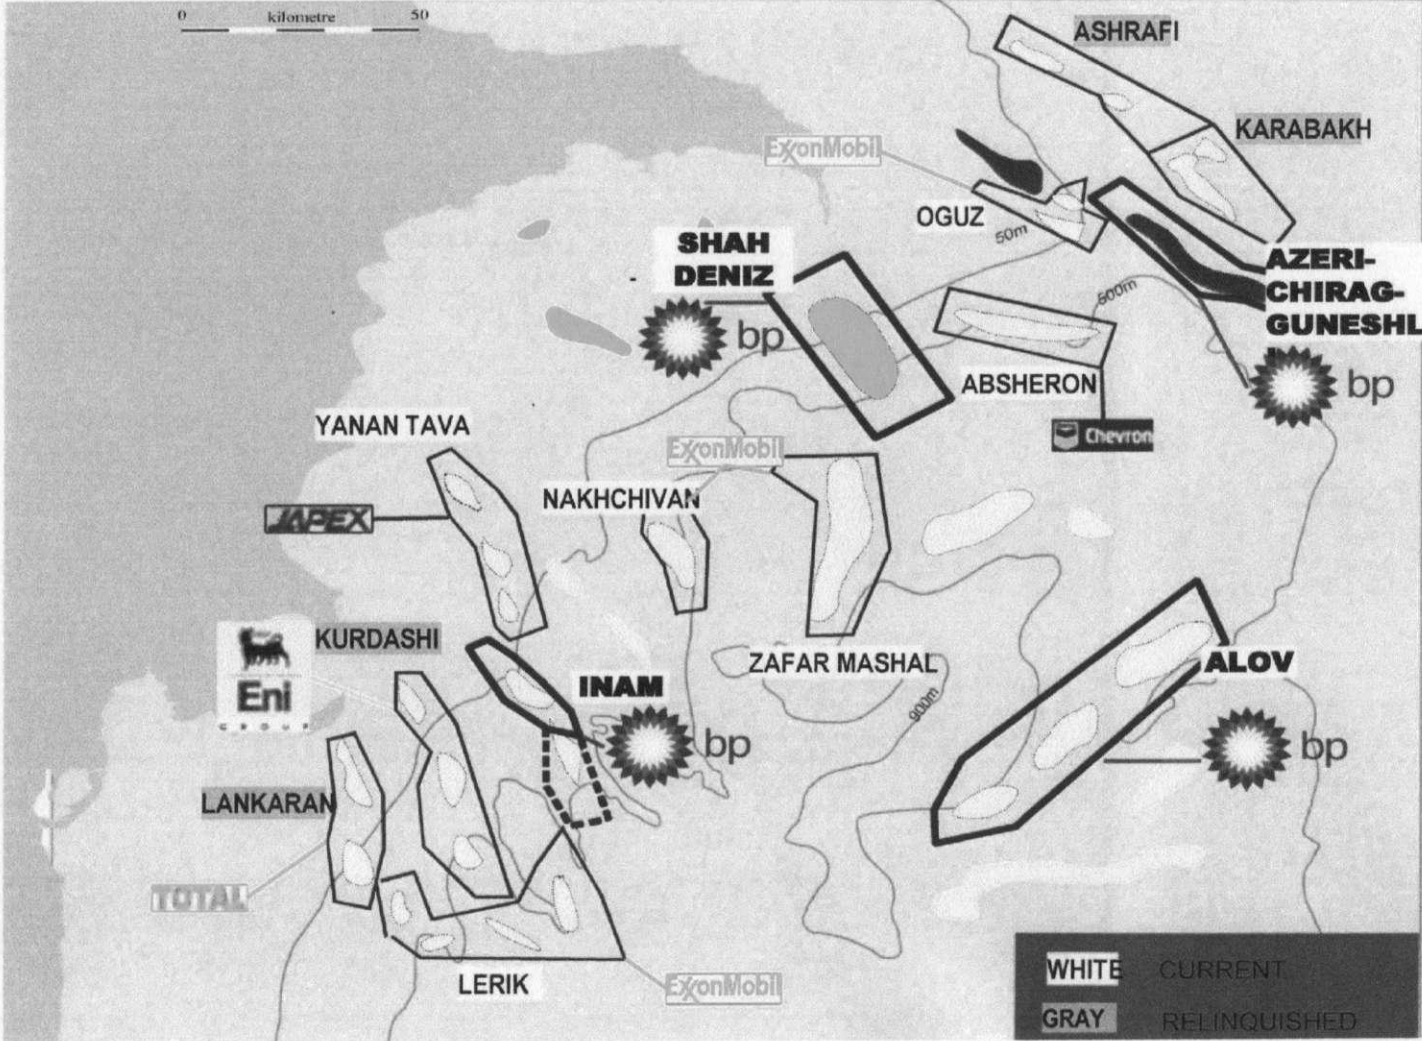 0 kilometre 50
ASHRAFI
KARABAKH
ExxonMobil
OGUZ
50m
SHAH
DENIZ
bp
AZERI-
CHIRAG-
GUNESHL
bp
600m
ABSHERON
Chevron
YANAN TAVA
ExxonMobil
NAKHCHIVAN
JAPEX
KURDASHI
Eni
GROUP
ZAFAR MASHAL
INAM
bp
900m
ALOV
bp
LANKARAN
TOTAL
LERIK
ExxonMobil
WHITE CURRENT
GRAY RELINQUISHED